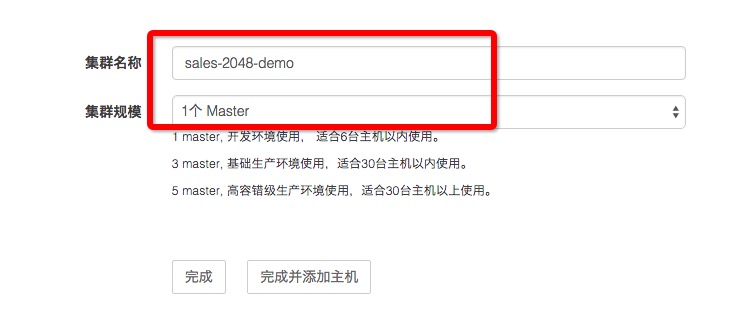 集群名称 sales-2048-demo
集群规模 1个 Master
1 master, 开发环境使用， 适合6台主机以内使用。
3 master, 基础生产环境使用，适合30台主机以内使用。
5 master, 高容错级生产环境使用，适合30台主机以上使用。
完成 完成并添加主机